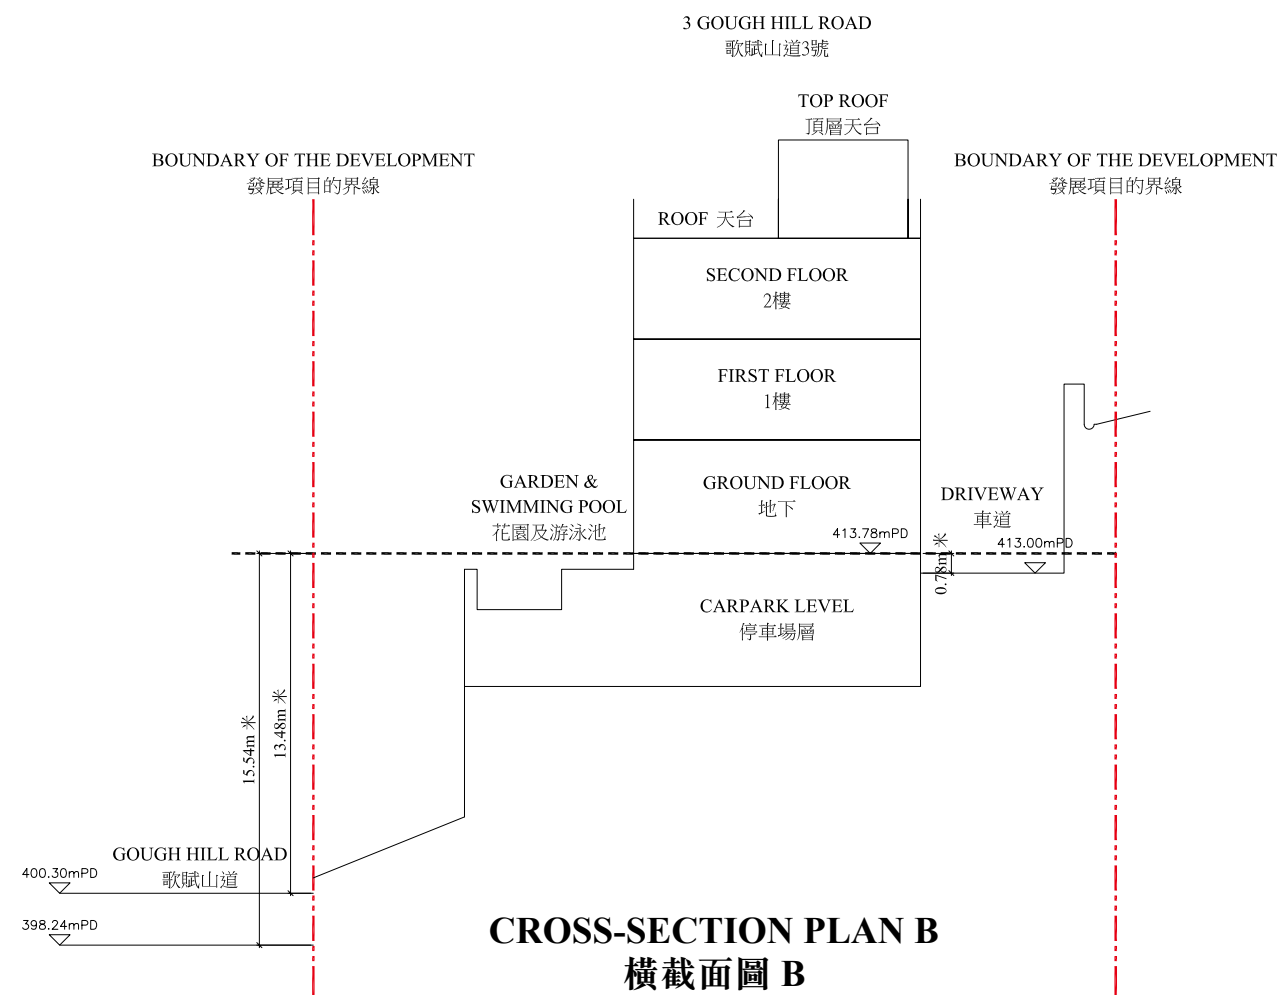 3 GOUGH HILL ROAD
歌賦山道3號
TOP ROOF
頂層天台
BOUNDARY OF THE DEVELOPMENT
發展項目的界線
BOUNDARY OF THE DEVELOPMENT
發展項目的界線
ROOF 天台
SECOND FLOOR
2樓
FIRST FLOOR
1樓
GARDEN &
SWIMMING POOL
花園及游泳池
GROUND FLOOR
地下
DRIVEWAY
車道
413.78mPD
413.00mPD
0.78m 米
CARPARK LEVEL
停車場層
15.54m 米
13.48m 米
GOUGH HILL ROAD
歌賦山道
400.30mPD
398.24mPD
CROSS-SECTION PLAN B
橫截面圖 B